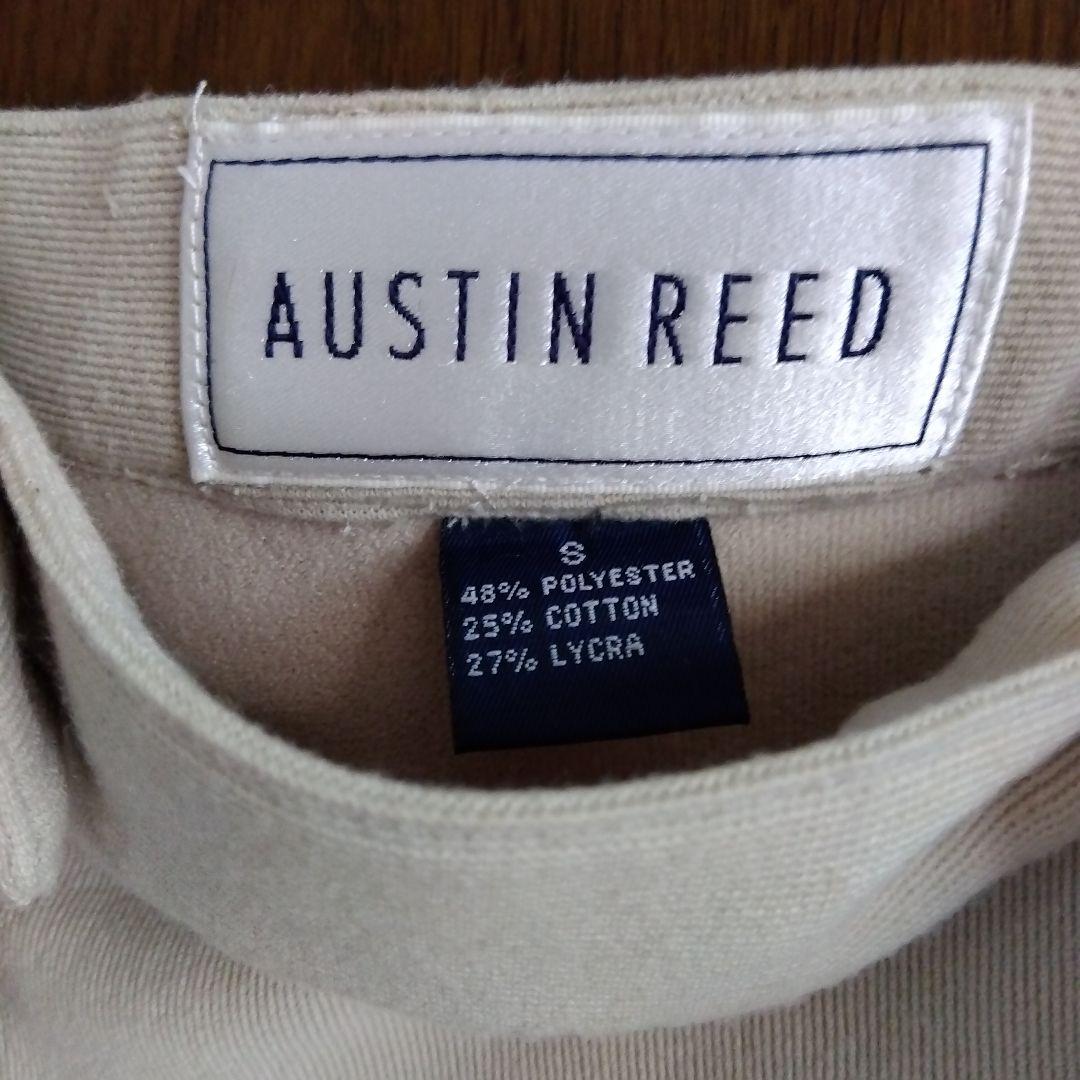 AUSTIN REED
S
48% POLYESTER
25% COTTON
27% LYCRA